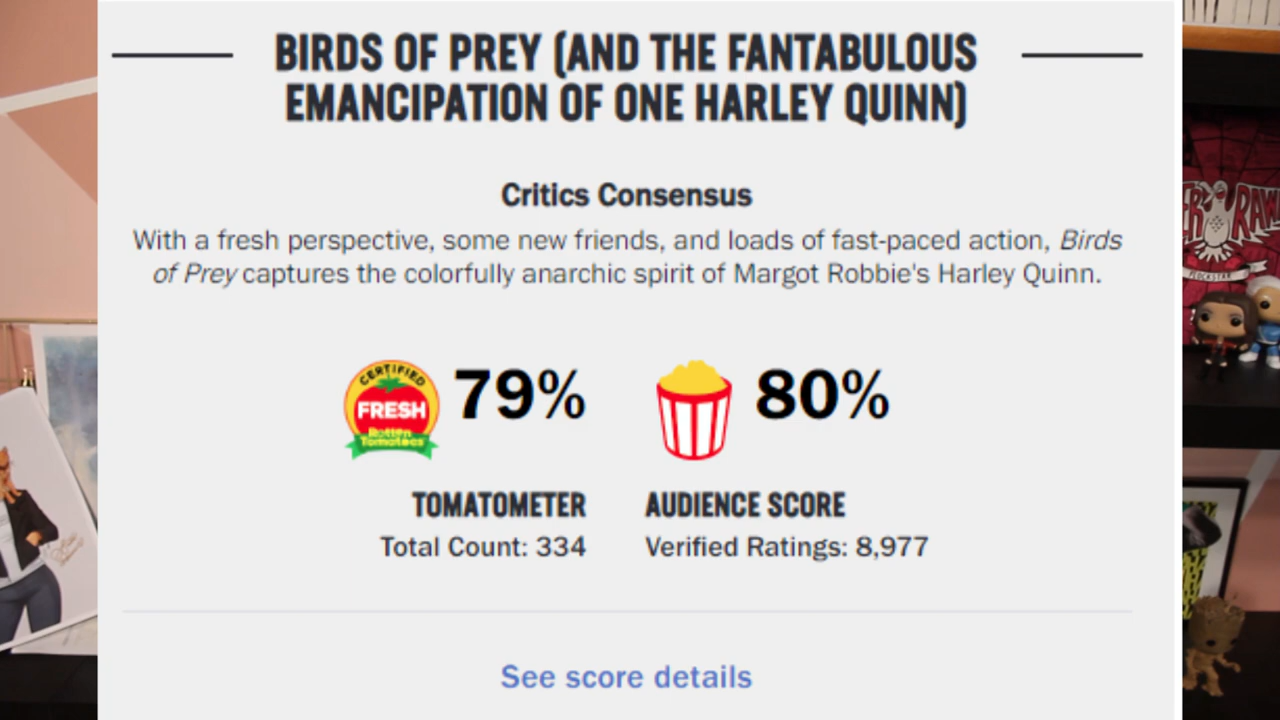 BIRDS OF PREY (AND THE FANTABULOUS
EMANCIPATION OF ONE HARLEY QUINN)
Critics Consensus
With a fresh perspective, some new friends, and loads of fast-paced action, Birds
of Prey captures the colorfully anarchic spirit of Margot Robbie's Harley Quinn.
CERTIFIED
FRESH
Rotten
Tomatoes
79%
80%
TOMATOMETER
AUDIENCE SCORE
Total Count: 334
Verified Ratings: 8,977
See score details